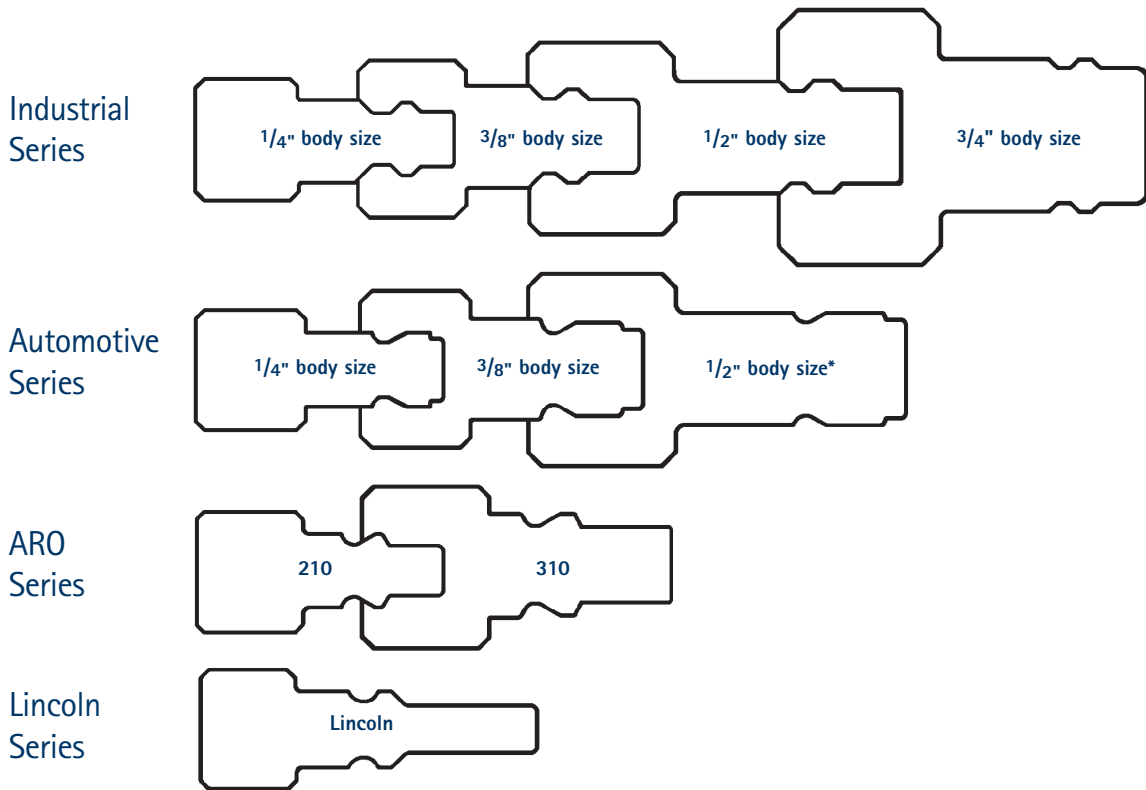 Industrial
Series
1/4" body size
3/8" body size
1/2" body size
3/4" body size
Automotive
Series
1/4" body size
3/8" body size
1/2" body size*
ARO
Series
210
310
Lincoln
Series
Lincoln